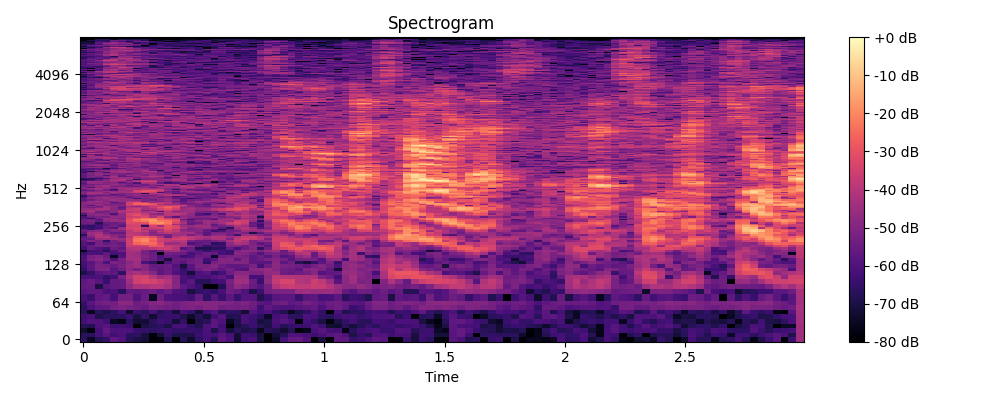 Spectrogram
Hz
4096
2048
1024
512
256
128
64
0
0
0.5
1
1.5
2
2.5
Time
+0 dB
-10 dB
-20 dB
-30 dB
-40 dB
-50 dB
-60 dB
-70 dB
-80 dB